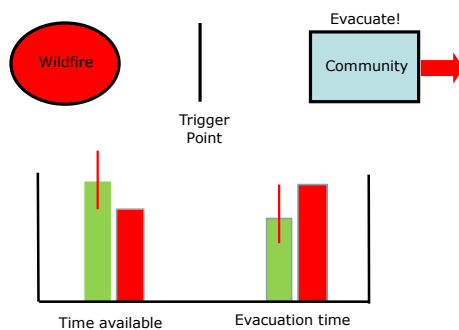 Evacuate!
Wildfire
Community
Trigger
Point
Time available
Evacuation time